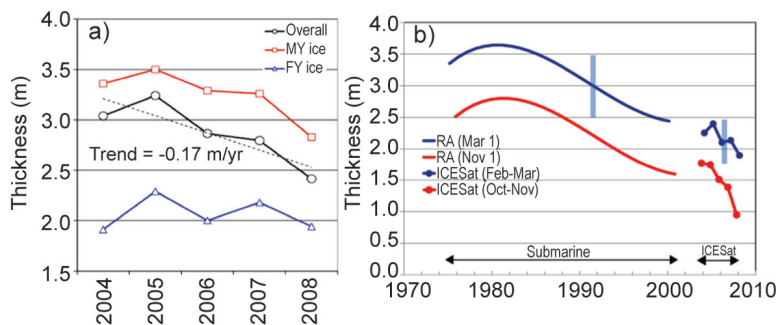 a)
Overall
MY ice
FY ice
Trend = -0.17 m/yr
Thickness (m)
4.0
3.5
3.0
2.5
2.0
1.5
2004
2005
2006
2007
2008
b)
RA (Mar 1)
RA (Nov 1)
ICESat (Feb-Mar)
ICESat (Oct-Nov)
Submarine
ICESat
Thickness (m)
4.0
3.5
3.0
2.5
2.0
1.5
1.0
0.5
0.0
1970
1980
1990
2000
2010